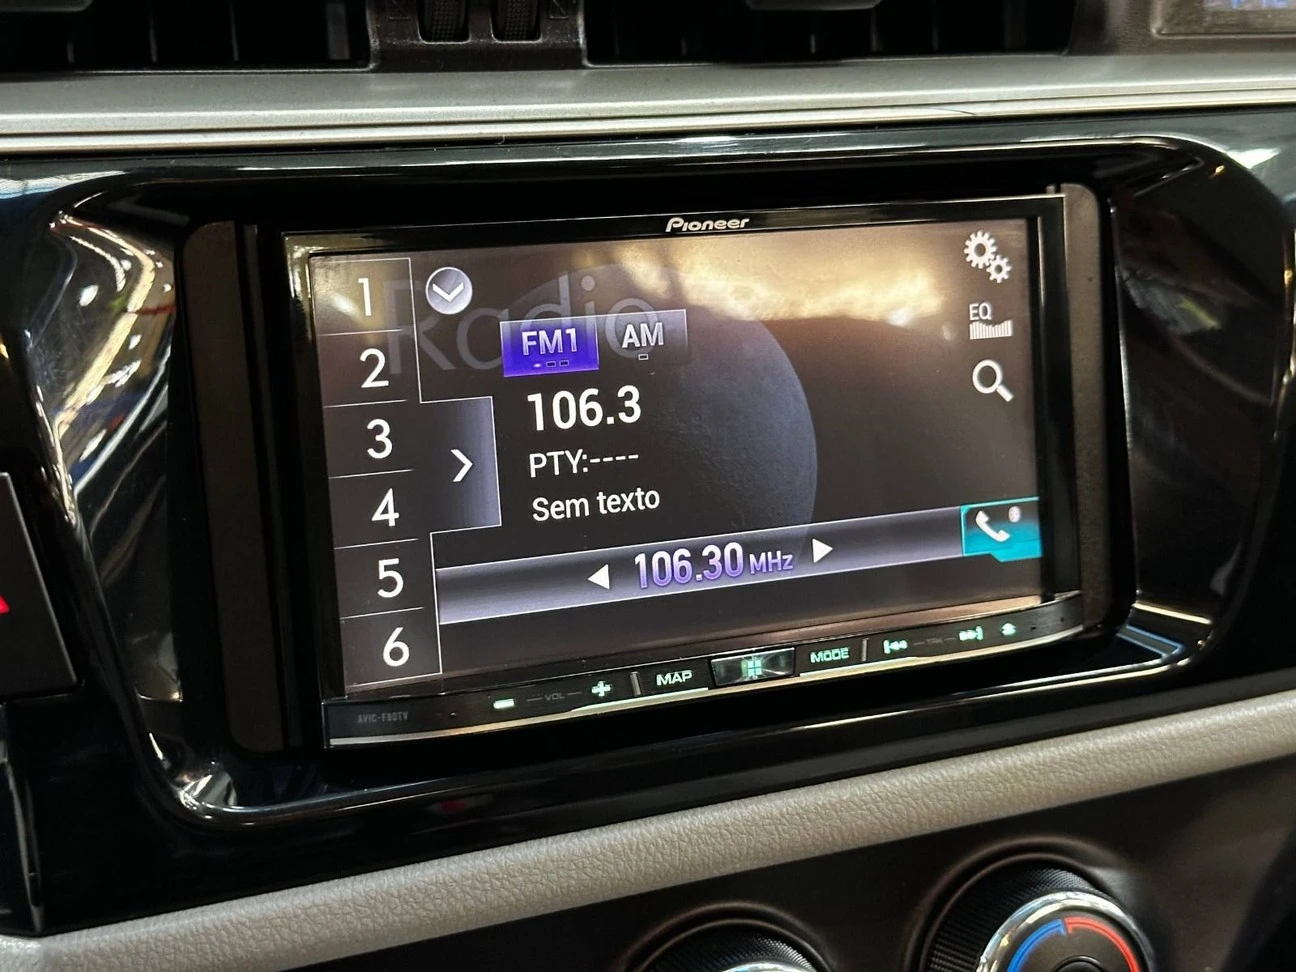 Pioneer
Radio
1
2
3
4
5
6
FM1
AM
EQ
106.3
PTY:----
Sem texto
106.30 MHz
VOL
MAP
MODE
TRK
AVIC-F80TV